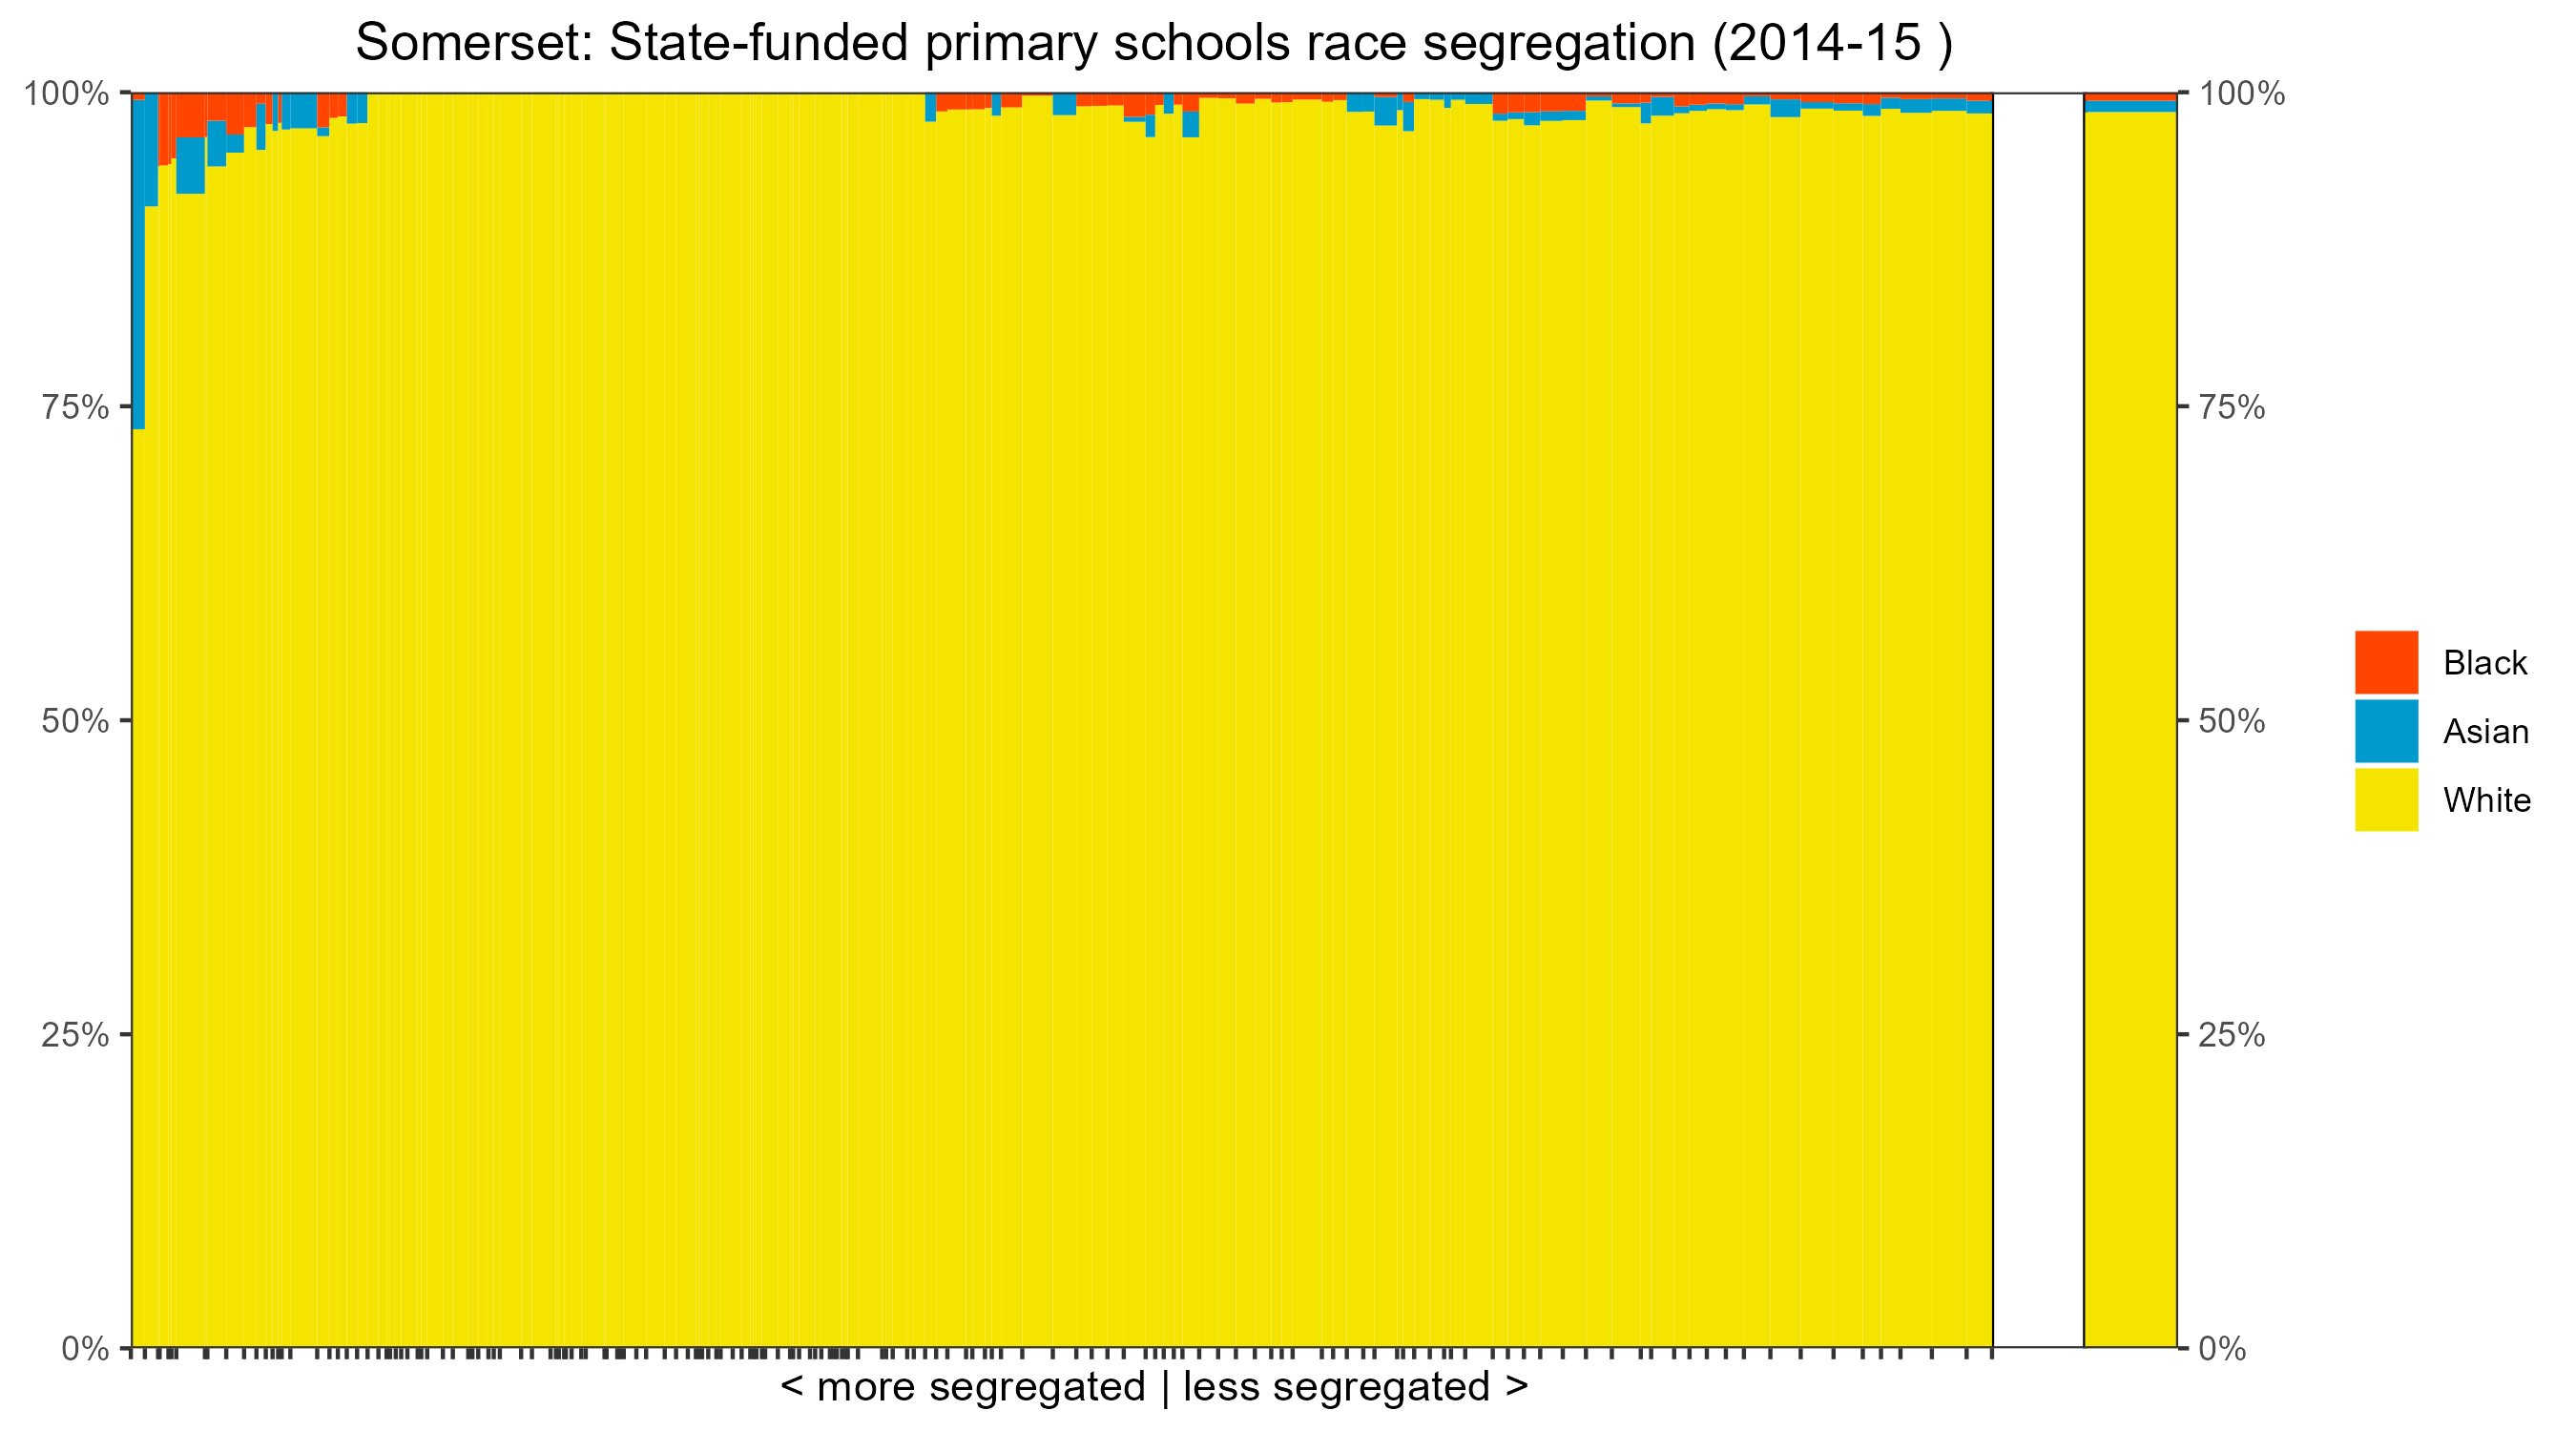 Somerset: State-funded primary schools race segregation (2014-15 )
100%
75%
50%
25%
0%
100%
75%
50%
25%
0%
Black
Asian
White
< more segregated | less segregated >